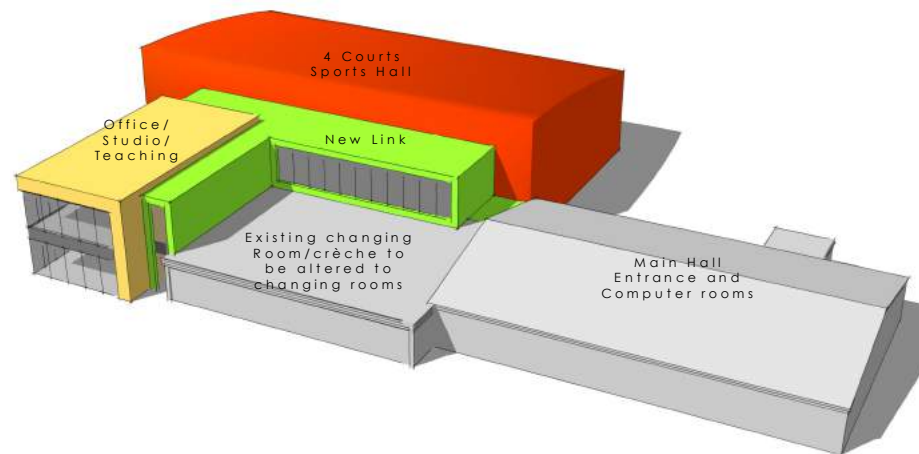 4 Courts
Sports Hall
Office/
Studio/
Teaching
New Link
Existing changing
Room/crèche to
be altered to
changing rooms
Main Hall
Entrance and
Computer rooms